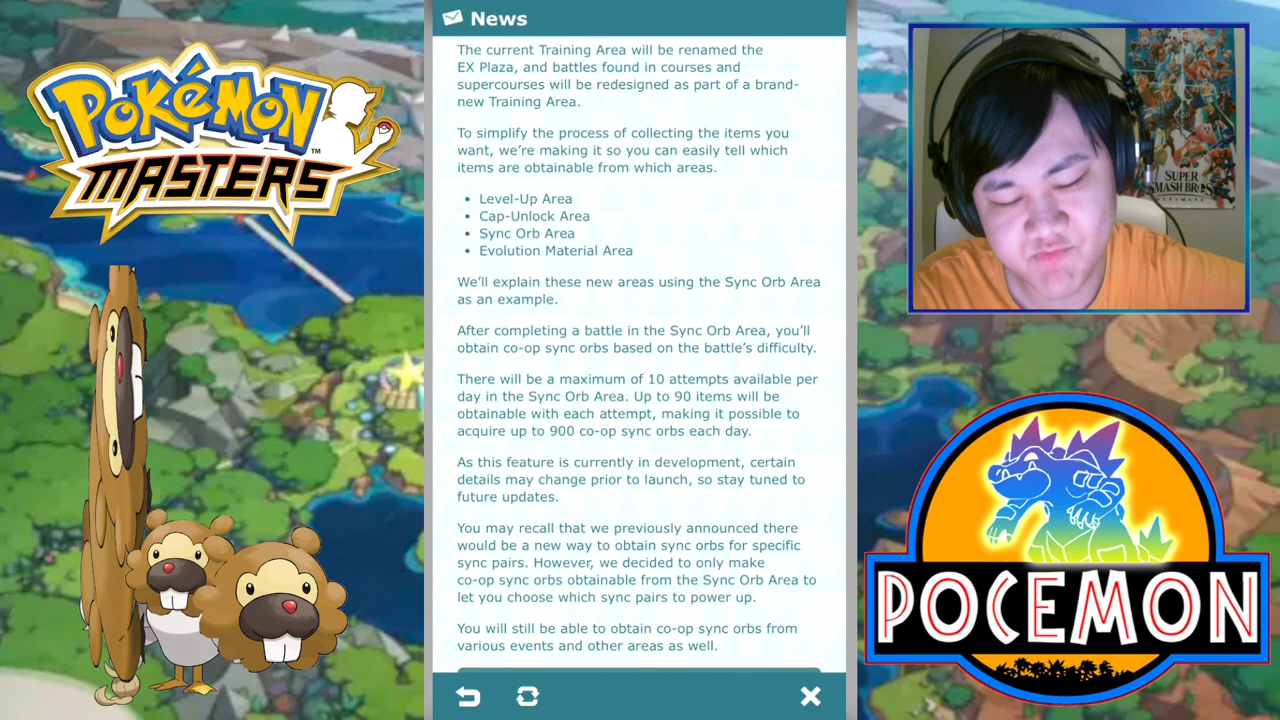 POKéMON
MASTERS
TM
News
The current Training Area will be renamed the
EX Plaza, and battles found in courses and
supercourses will be redesigned as part of a brand-
new Training Area.
To simplify the process of collecting the items you
want, we’re making it so you can easily tell which
items are obtainable from which areas.
• Level-Up Area
• Cap-Unlock Area
• Sync Orb Area
• Evolution Material Area
We’ll explain these new areas using the Sync Orb Area
as an example.
After completing a battle in the Sync Orb Area, you’ll
obtain co-op sync orbs based on the battle’s difficulty.
There will be a maximum of 10 attempts available per
day in the Sync Orb Area. Up to 90 items will be
obtainable with each attempt, making it possible to
acquire up to 900 co-op sync orbs each day.
As this feature is currently in development, certain
details may change prior to launch, so stay tuned to
future updates.
You may recall that we previously announced there
would be a new way to obtain sync orbs for specific
sync pairs. However, we decided to only make
co-op sync orbs obtainable from the Sync Orb Area to
let you choose which sync pairs to power up.
You will still be able to obtain co-op sync orbs from
various events and other areas as well.
SUPER
SMASH BROS
ULTIMATE
POCEMON